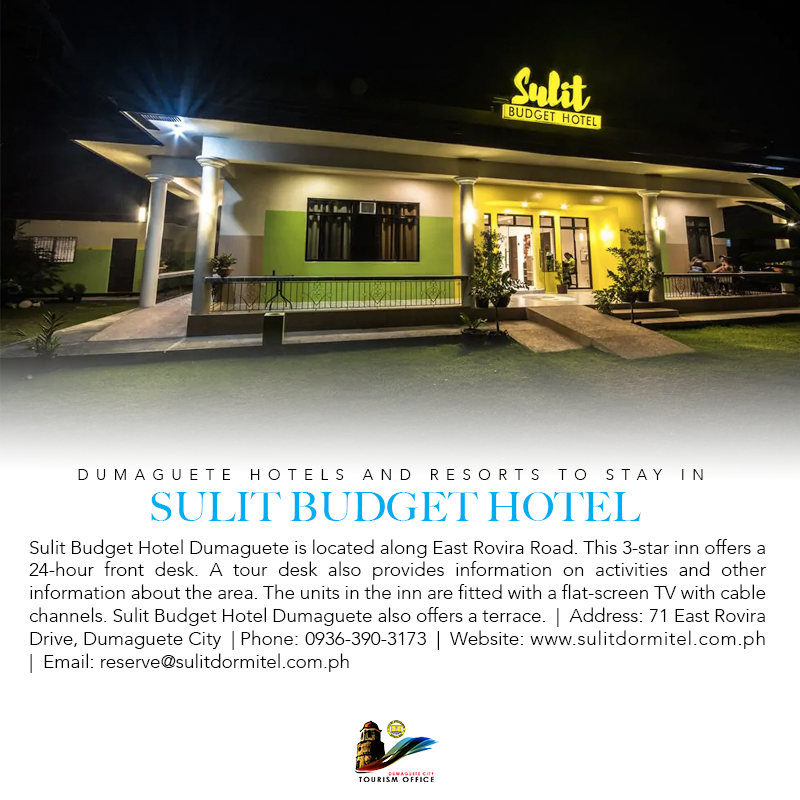 Sulit
BUDGET HOTEL
DUMAGUETE HOTELS AND RESORTS TO STAY IN
SULIT BUDGET HOTEL
Sulit Budget Hotel Dumaguete is located along East Rovira Road. This 3-star inn offers a
24-hour front desk. A tour desk also provides information on activities and other
information about the area. The units in the inn are fitted with a flat-screen TV with cable
channels. Sulit Budget Hotel Dumaguete also offers a terrace. | Address: 71 East Rovira
Drive, Dumaguete City | Phone: 0936-390-3173 | Website: www.sulitdormitel.com.ph
| Email: reserve@sulitdormitel.com.ph
DUMAGUETE CITY
TOURISM OFFICE